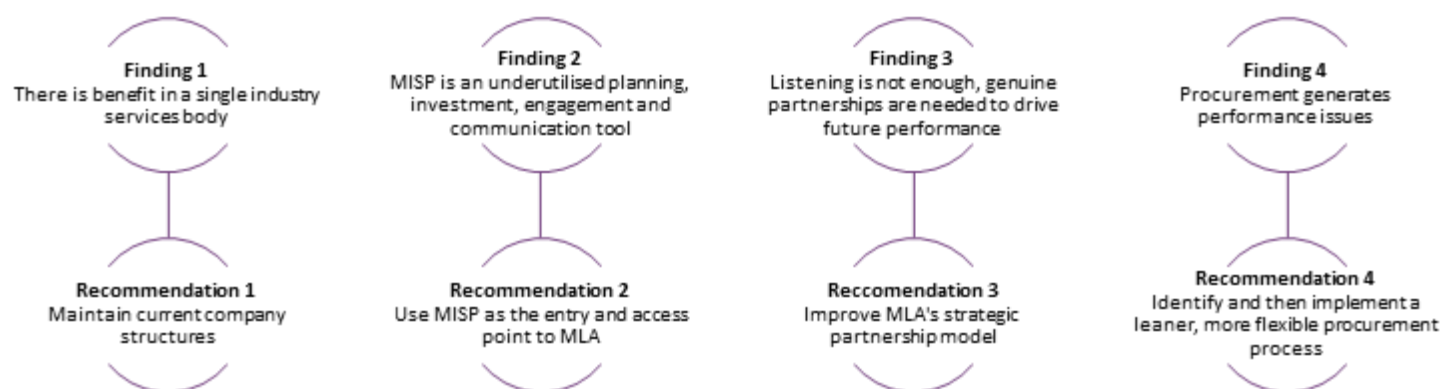 Finding 1
There is benefit in a single industry
services body
Finding 2
MISP is an underutilised planning,
investment, engagement and
communication tool
Finding 3
Listening is not enough, genuine
partnerships are needed to drive
future performance
Finding 4
Procurement generates
performance issues
Recommendation 1
Maintain current company
structures
Recommendation 2
Use MISP as the entry and access
point to MLA
Reccomendation 3
Improve MLA's strategic
partnership model
Recommendation 4
Identify and then implement a
leaner, more flexible procurement
process